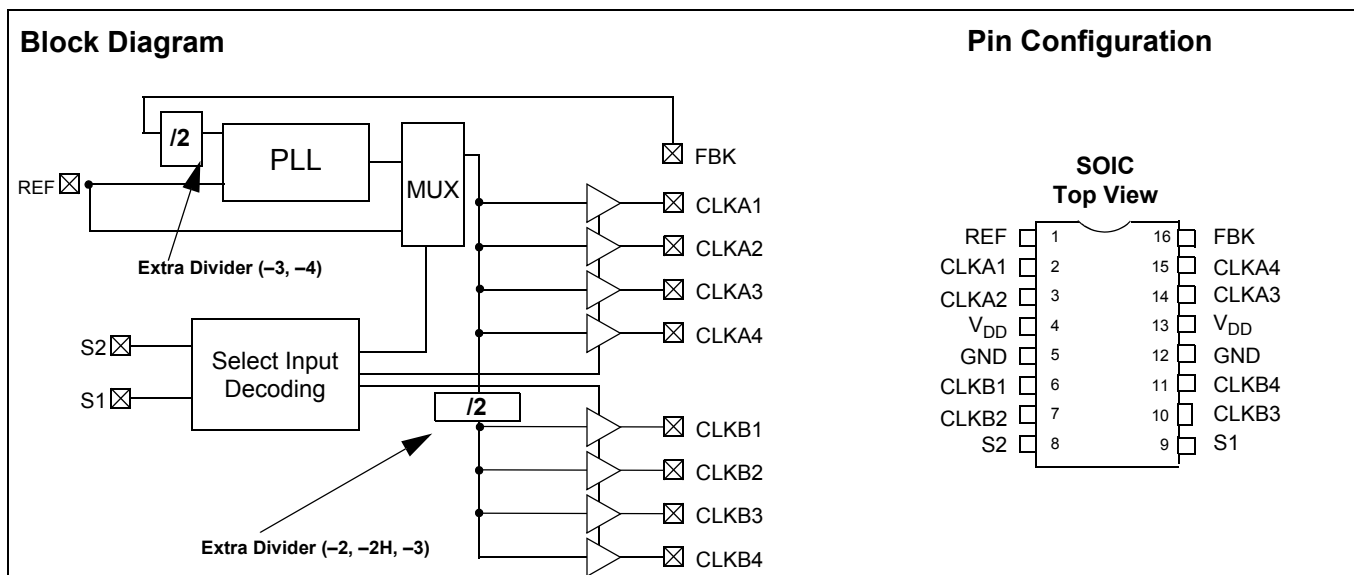 Block Diagram
/2
PLL
MUX
REF
FBK
CLKA1
CLKA2
CLKA3
CLKA4
Extra Divider (–3, –4)
S2
S1
Select Input
Decoding
/2
CLKB1
CLKB2
CLKB3
CLKB4
Extra Divider (–2, –2H, –3)
Pin Configuration
SOIC
Top View
REF 1 16 FBK
CLKA1 2 15 CLKA4
CLKA2 3 14 CLKA3
VDD 4 13 VDD
GND 5 12 GND
CLKB1 6 11 CLKB4
CLKB2 7 10 CLKB3
S2 8 9 S1